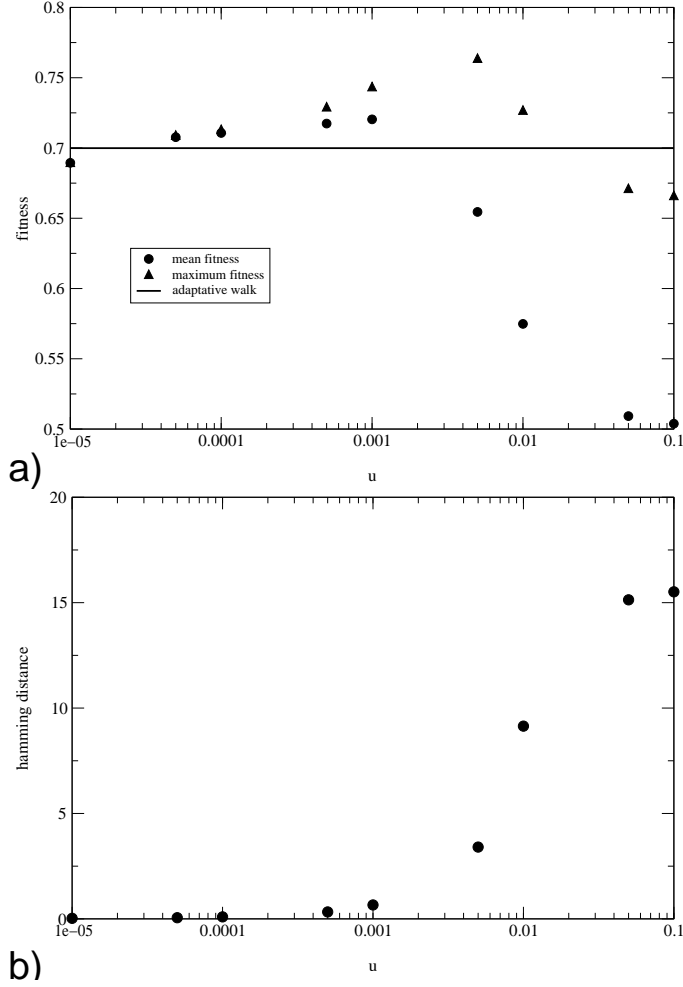 0.8
0.75
0.7
0.65
0.6
0.55
0.5
fitness
mean fitness
maximum fitness
adaptative walk
1e−05 0.0001 0.001 0.01 0.1
u
a)
20
15
10
5
0
hamming distance
1e−05 0.0001 0.001 0.01 0.1
u
b)